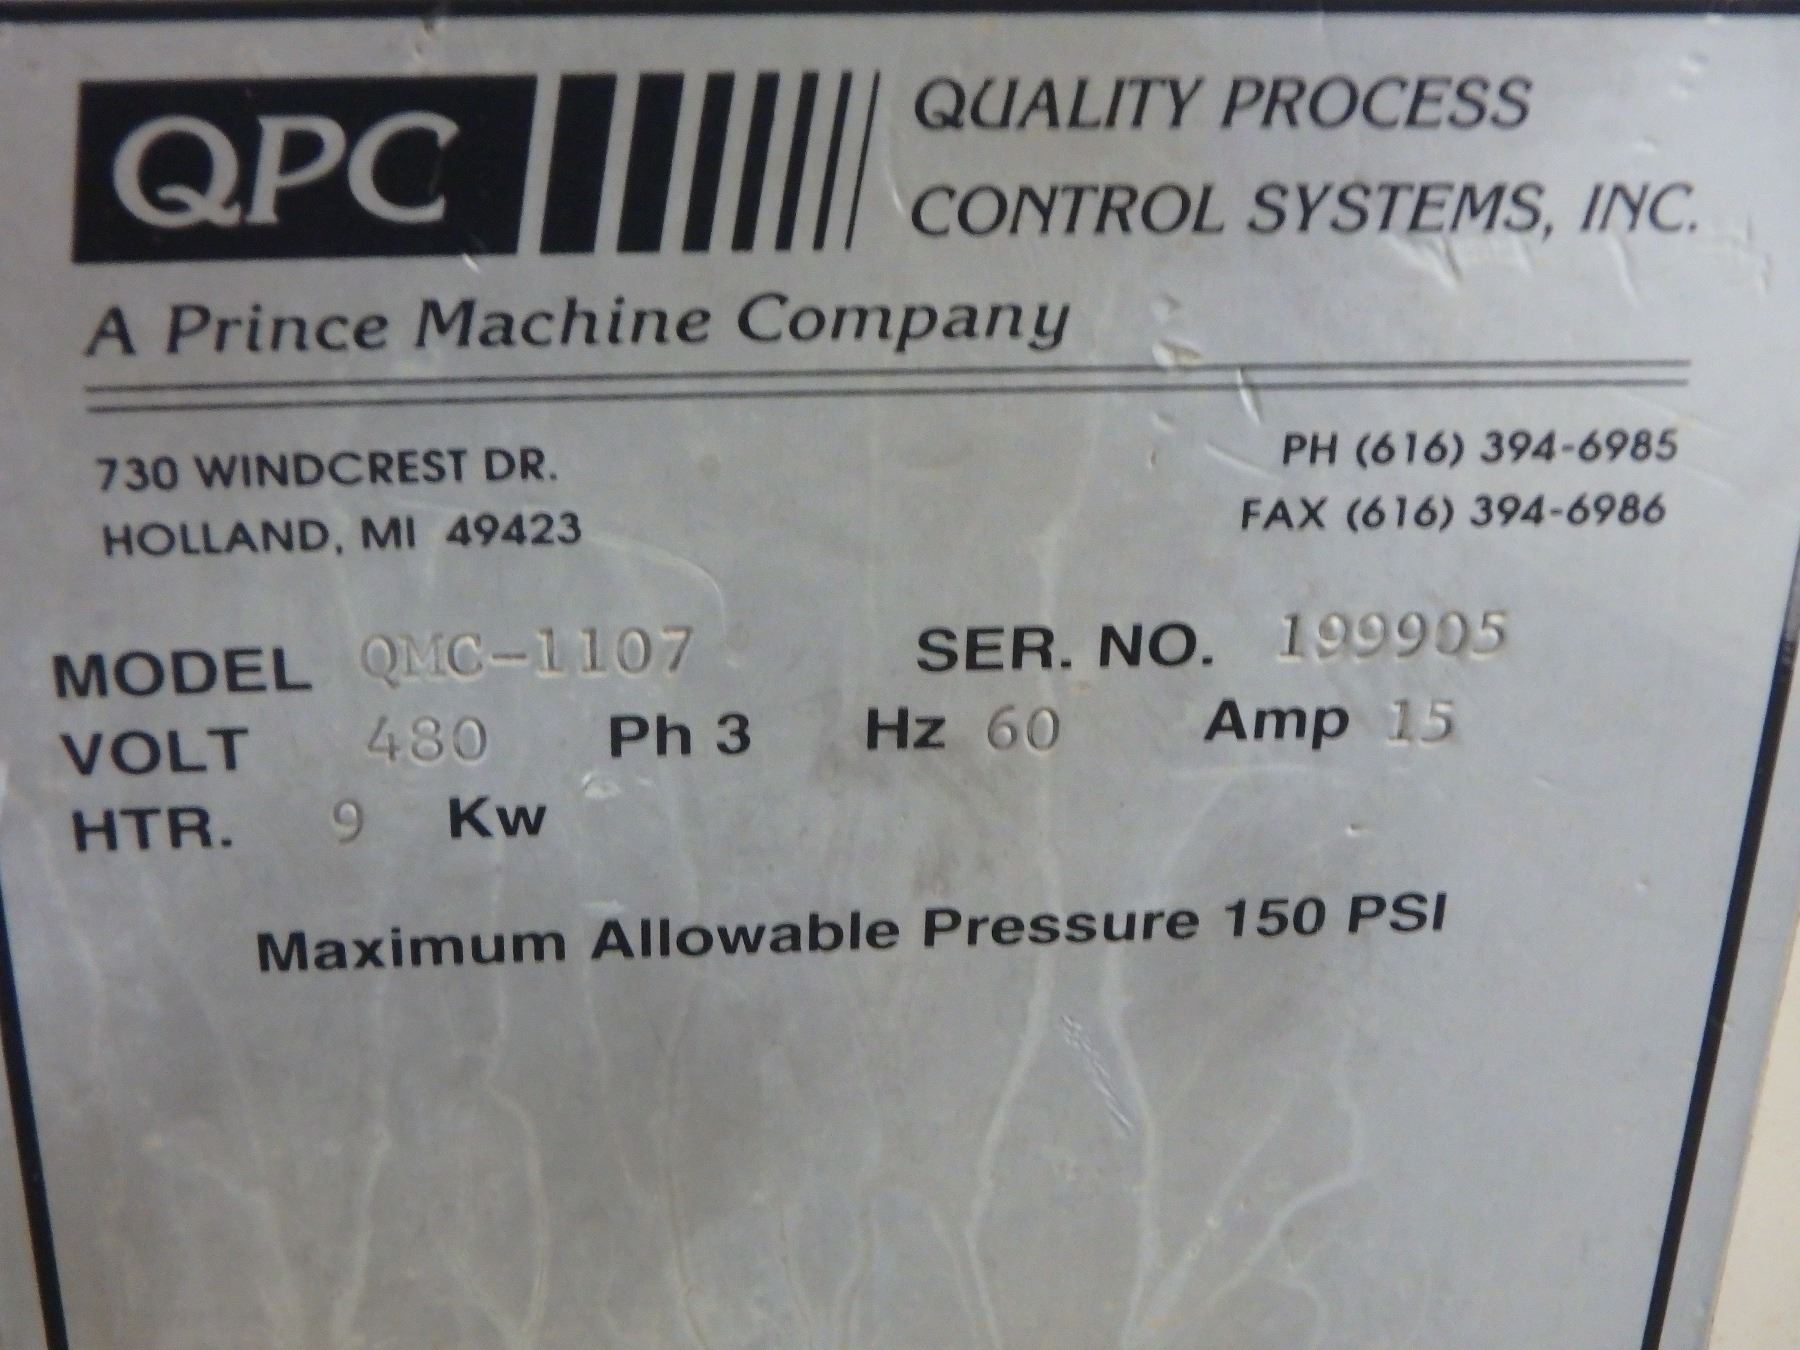 QPC QUALITY PROCESS
CONTROL SYSTEMS, INC.
A Prince Machine Company
730 WINDCREST DR. PH (616) 394-6985
HOLLAND, MI 49423 FAX (616) 394-6986
MODEL QMC-1107 SER. NO. 199905
VOLT 480 Ph 3 Hz 60 Amp 15
HTR. 9 Kw
Maximum Allowable Pressure 150 PSI